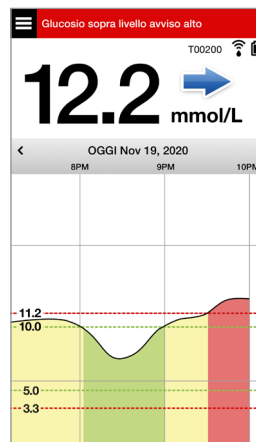 Glucosio sopra livello avviso alto
T00200
12.2 mmol/L
< OGGI Nov 19, 2020
8PM 9PM 10PM
11.2
10.0
5.0
3.3